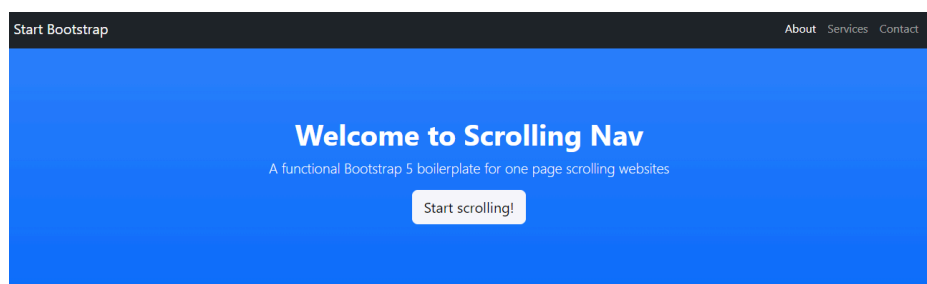 Start Bootstrap
About Services Contact
Welcome to Scrolling Nav
A functional Bootstrap 5 boilerplate for one page scrolling websites
Start scrolling!